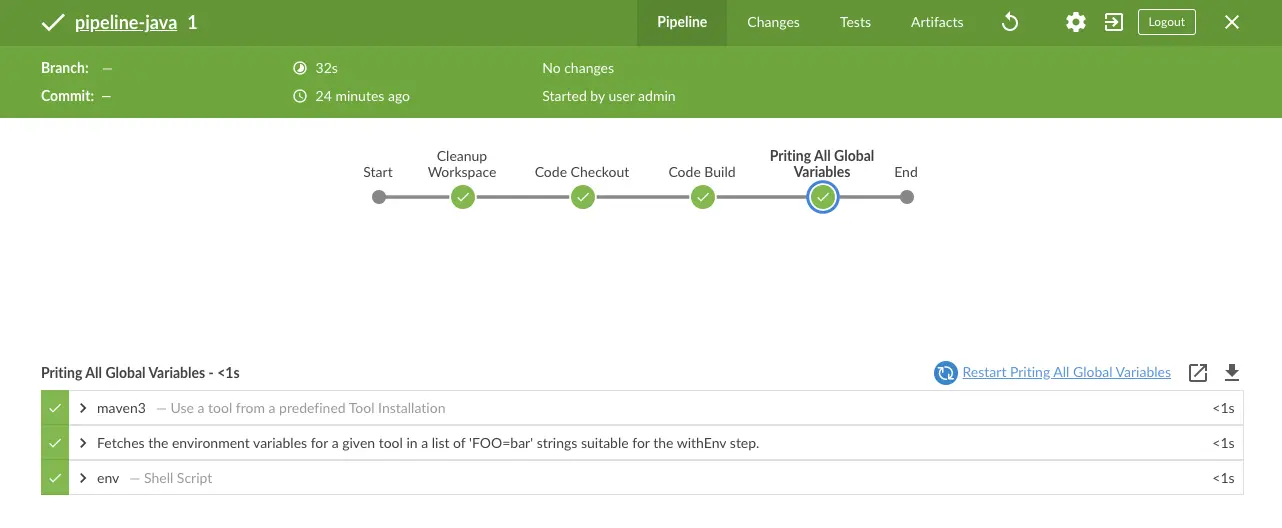 pipeline-java 1
Pipeline Changes Tests Artifacts Logout
Branch: — 32s No changes
Commit: — 24 minutes ago Started by user admin
Start
Cleanup
Workspace
Code Checkout
Code Build
Priting All Global
Variables
End
Priting All Global Variables - <1s Restart Priting All Global Variables
maven3 — Use a tool from a predefined Tool Installation <1s
Fetches the environment variables for a given tool in a list of 'FOO=bar' strings suitable for the withEnv step. <1s
env — Shell Script <1s